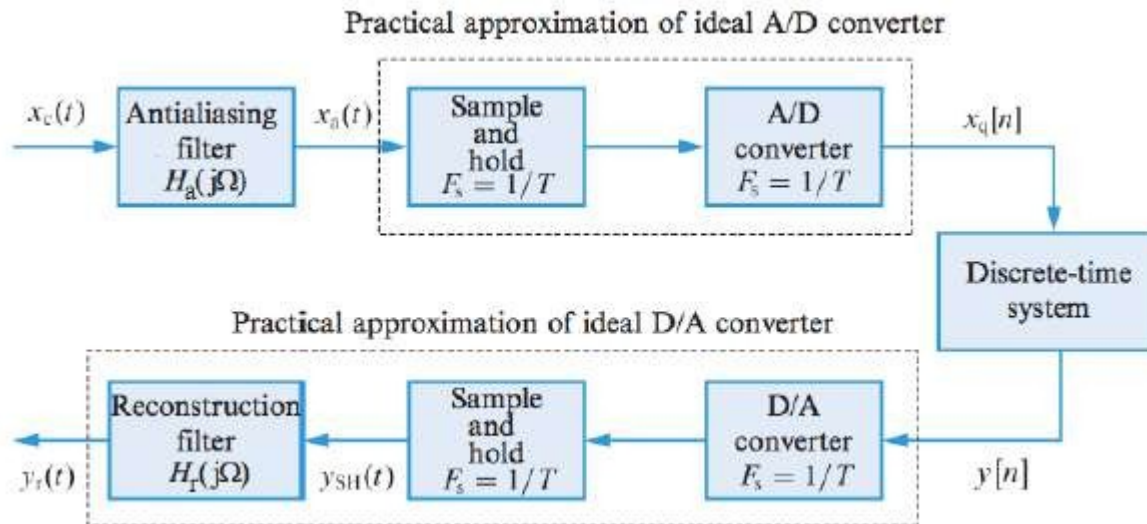 Practical approximation of ideal A/D converter
x_c(t)
Antialiasing
filter
H_a(jΩ)
x_a(t)
Sample
and
hold
F_s = 1/T
A/D
converter
F_s = 1/T
x_q[n]
Discrete-time
system
Practical approximation of ideal D/A converter
Reconstruction
filter
H_r(jΩ)
Sample
and
hold
F_s = 1/T
D/A
converter
F_s = 1/T
y_r(t)
y_SH(t)
y[n]